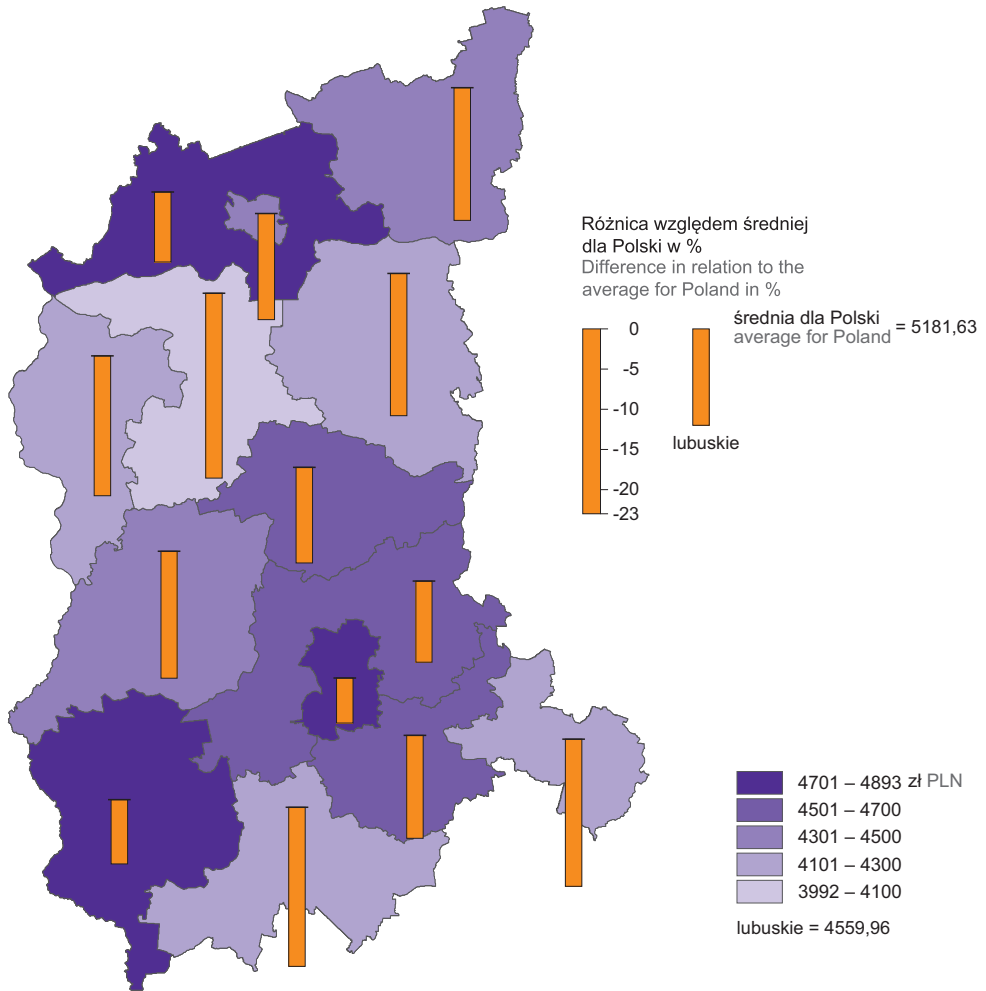 Różnica względem średniej
dla Polski w %
Difference in relation to the
average for Poland in %
średnia dla Polski
average for Poland
= 5181,63
0
-5
-10
-15
-20
-23
lubuskie
4701 – 4893 zł PLN
4501 – 4700
4301 – 4500
4101 – 4300
3992 – 4100
lubuskie = 4559,96